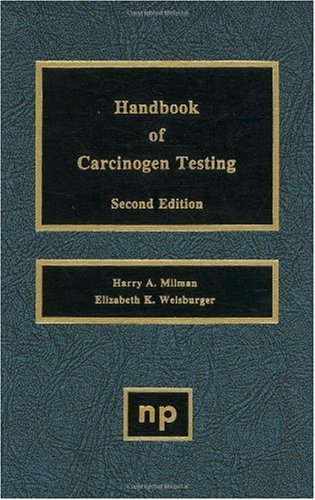 Handbook
of
Carcinogen Testing
Second Edition
Harry A. Milman
Elizabeth K. Weisburger
np